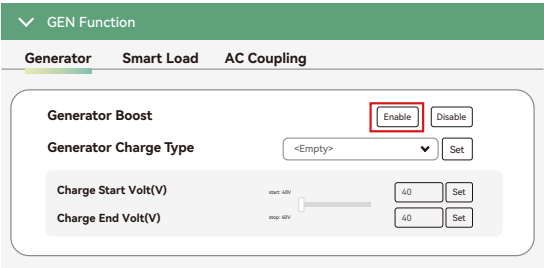 GEN Function
Generator Smart Load AC Coupling
Generator Boost Enable Disable
Generator Charge Type <Empty> Set
Charge Start Volt(V) start: 40V 40 Set
Charge End Volt(V) stop: 40V 40 Set